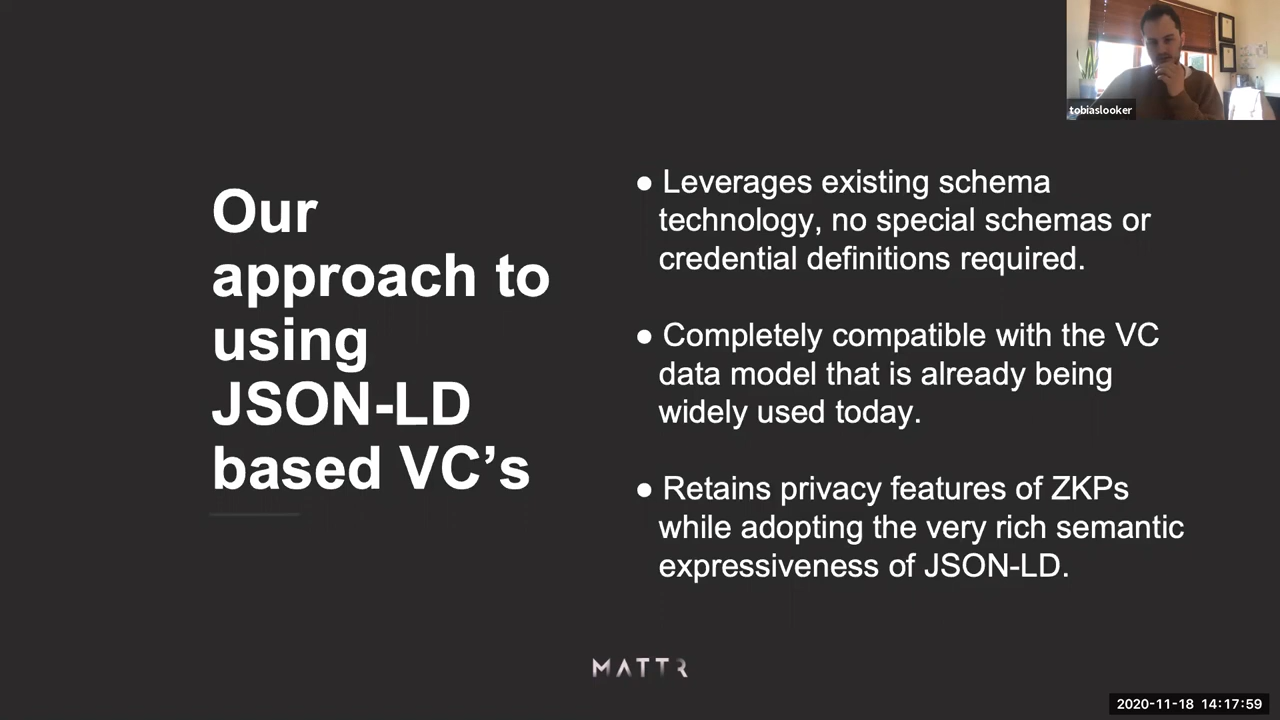 tobiaslooker
Our
approach to
using
JSON-LD
based VC’s
● Leverages existing schema
technology, no special schemas or
credential definitions required.
● Completely compatible with the VC
data model that is already being
widely used today.
● Retains privacy features of ZKPs
while adopting the very rich semantic
expressiveness of JSON-LD.
MATTR
2020-11-18 14:17:59